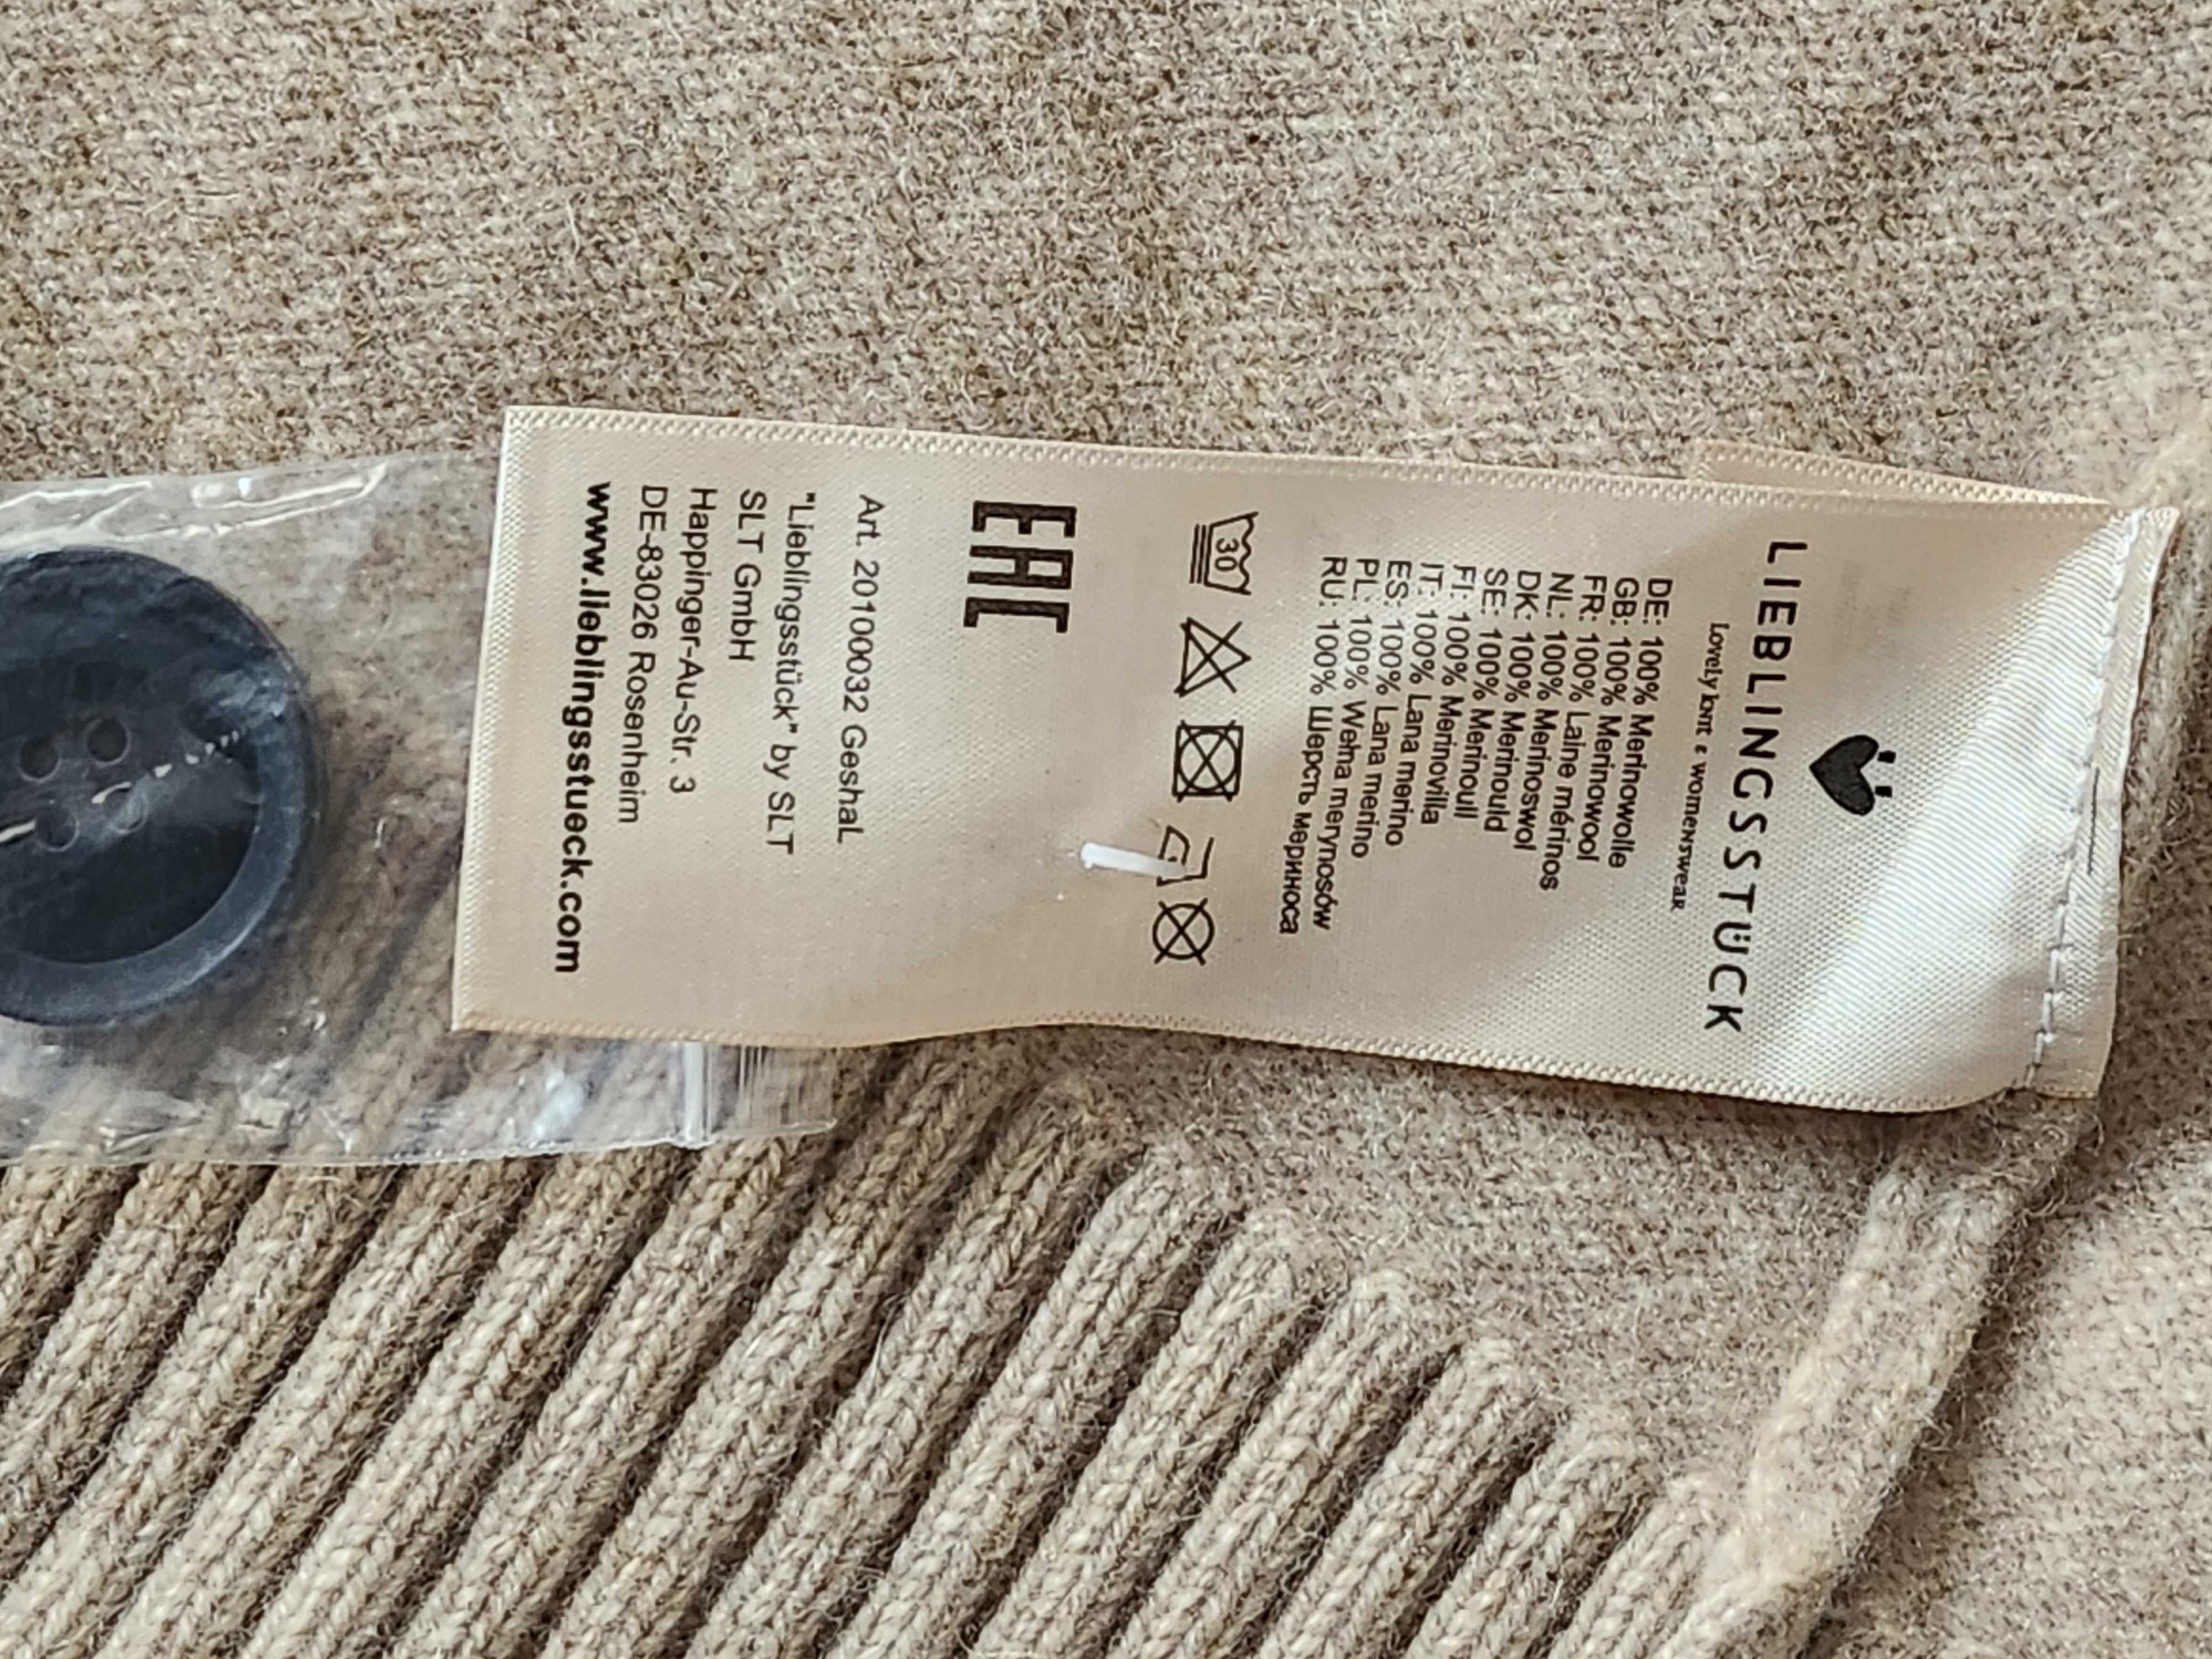 LIEBLINGSSTÜCK
Lovely knit & womenswear
DE: 100% Merinowolle
GB: 100% Merinowool
FR: 100% Laine mérinos
NL: 100% Merinoswol
DK: 100% Merinould
SE: 100% Merinoull
FI: 100% Merinovilla
IT: 100% Lana merino
ES: 100% Lana merino
PL: 100% Wełna merynosów
RU: 100% Шерсть мериноса
30
EAC
Art. 20100032 GeshaL
"Lieblingsstück" by SLT
SLT GmbH
Happinger-Au-Str. 3
DE-83026 Rosenheim
www.lieblingsstueck.com